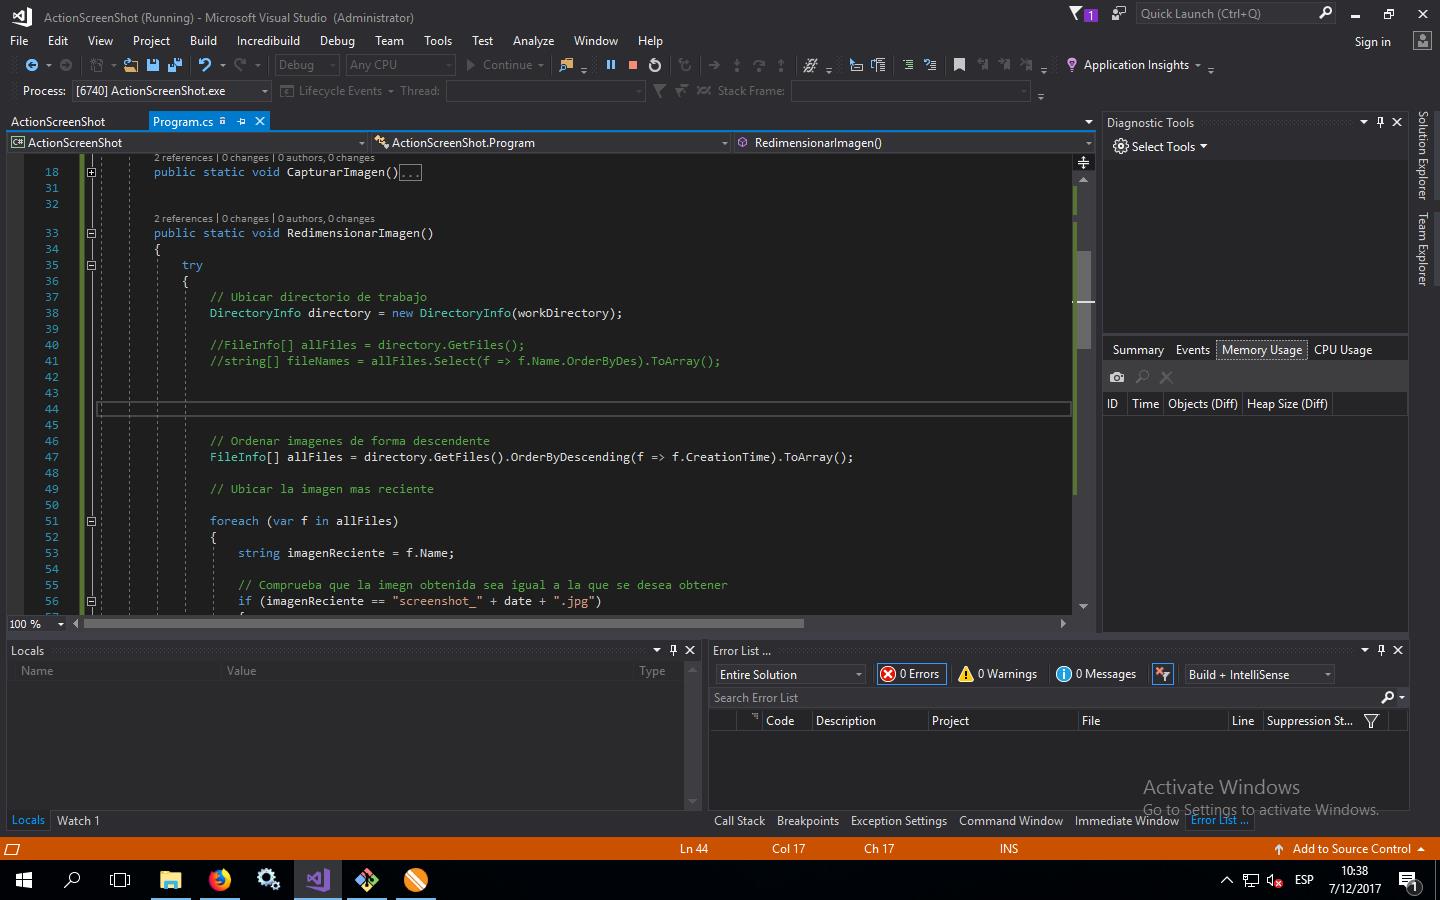 ActionScreenShot (Running) - Microsoft Visual Studio (Administrator)
1
Quick Launch (Ctrl+Q)
File Edit View Project Build Incredibuild Debug Team Tools Test Analyze Window Help
Sign in
Debug Any CPU Continue Application Insights
Process: [6740] ActionScreenShot.exe Lifecycle Events Thread: Stack Frame:
ActionScreenShot Program.cs
C# ActionScreenShot ActionScreenShot.Program RedimensionarImagen()
2 references | 0 changes | 0 authors, 0 changes
18 public static void CapturarImagen()...
31
32
2 references | 0 changes | 0 authors, 0 changes
33 public static void RedimensionarImagen()
34 {
35 try
36 {
37 // Ubicar directorio de trabajo
38 DirectoryInfo directory = new DirectoryInfo(workDirectory);
39
40 //FileInfo[] allFiles = directory.GetFiles();
41 //string[] fileNames = allFiles.Select(f => f.Name.OrderByDes).ToArray();
42
43
44
45
46 // Ordenar imagenes de forma descendente
47 FileInfo[] allFiles = directory.GetFiles().OrderByDescending(f => f.CreationTime).ToArray();
48
49 // Ubicar la imagen mas reciente
50
51 foreach (var f in allFiles)
52 {
53 string imagenReciente = f.Name;
54
55 // Comprueba que la imegn obtenida sea igual a la que se desea obtener
56 if (imagenReciente == "screenshot_" + date + ".jpg")
100 %
Diagnostic Tools
Select Tools
Summary Events Memory Usage CPU Usage
ID Time Objects (Diff) Heap Size (Diff)
Solution Explorer
Team Explorer
Locals
Name Value Type
Locals Watch 1
Error List ...
Entire Solution 0 Errors 0 Warnings 0 Messages Build + IntelliSense
Search Error List
Code Description Project File Line Suppression St...
Activate Windows
Go to Settings to activate Windows.
Call Stack Breakpoints Exception Settings Command Window Immediate Window Error List ...
Ln 44 Col 17 Ch 17 INS Add to Source Control
ESP
10:38
7/12/2017
1